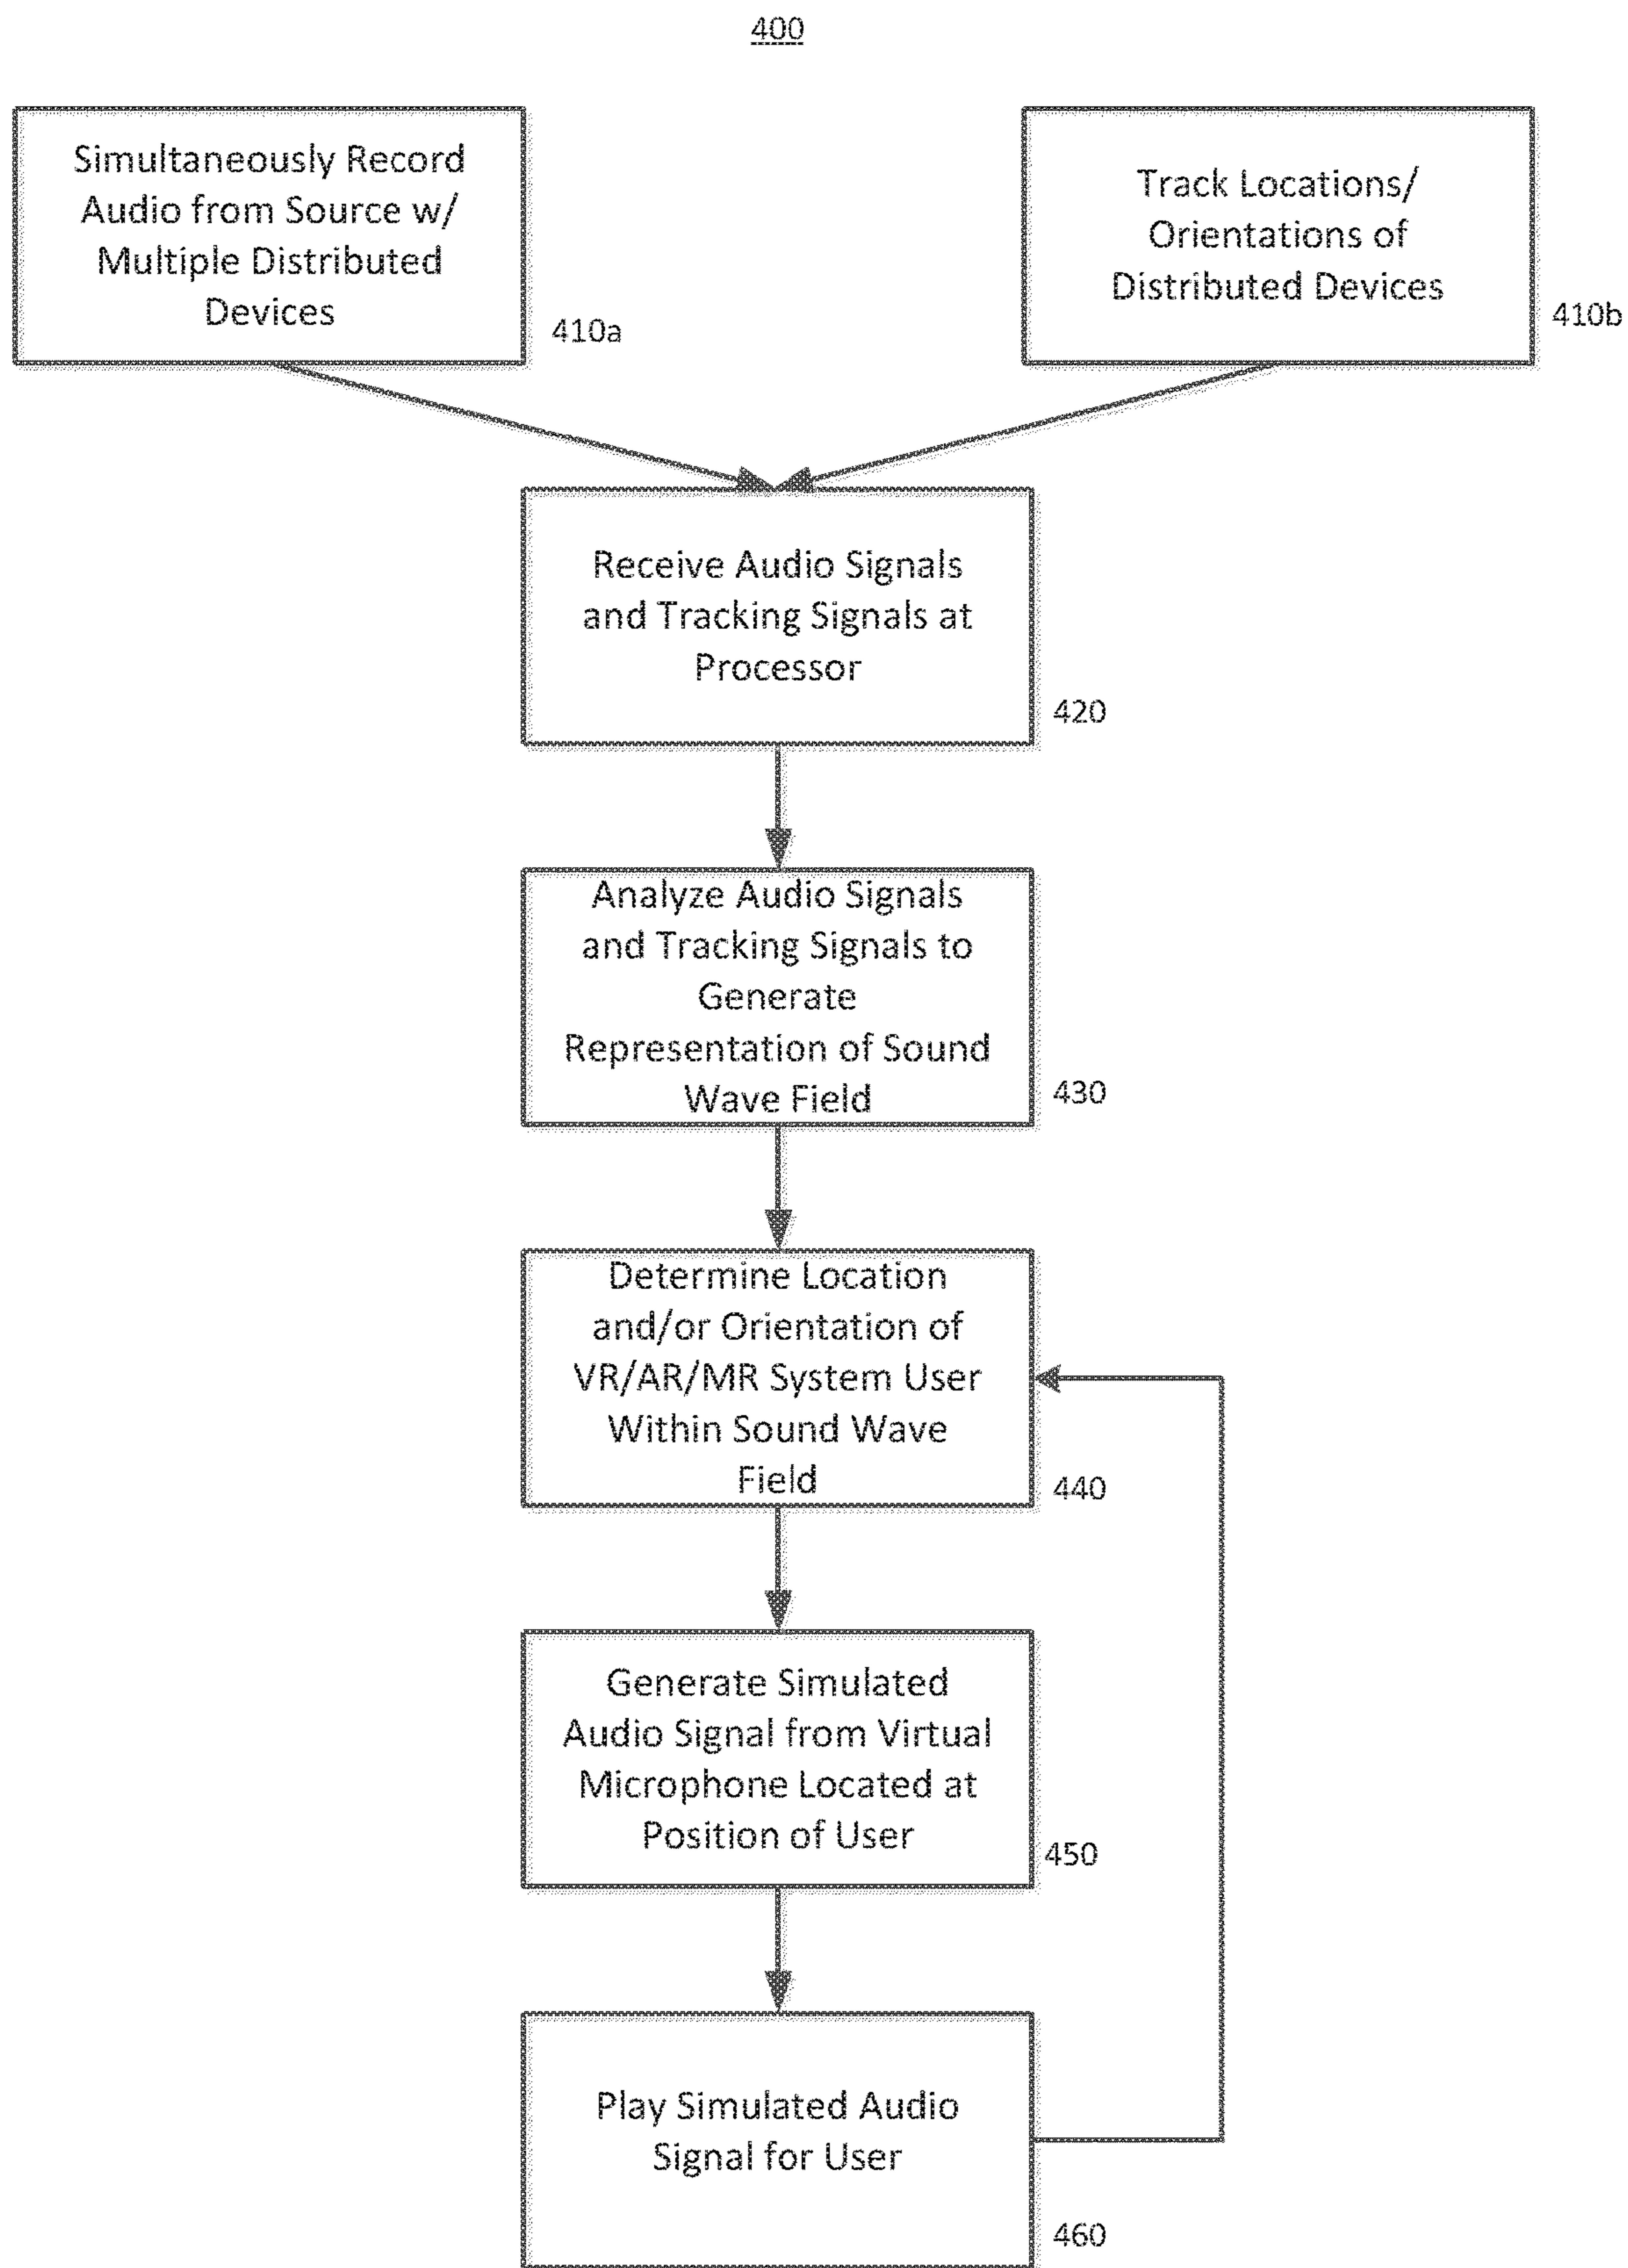 400
Simultaneously Record
Audio from Source w/
Multiple Distributed
Devices
410a
Track Locations/
Orientations of
Distributed Devices
410b
Receive Audio Signals
and Tracking Signals at
Processor
420
Analyze Audio Signals
and Tracking Signals to
Generate
Representation of Sound
Wave Field
430
Determine Location
and/or Orientation of
VR/AR/MR System User
Within Sound Wave
Field
440
Generate Simulated
Audio Signal from Virtual
Microphone Located at
Position of User
450
Play Simulated Audio
Signal for User
460